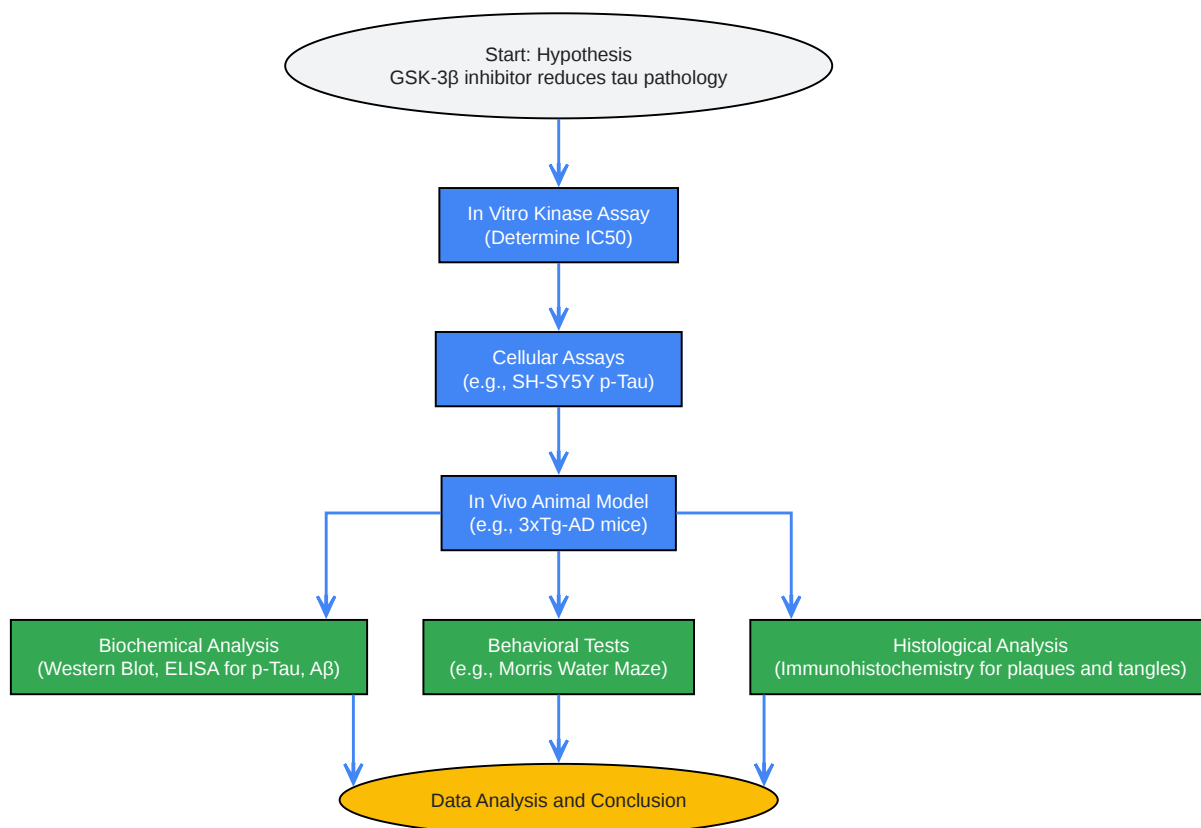 Start: Hypothesis
GSK-3β inhibitor reduces tau pathology
In Vitro Kinase Assay
(Determine IC50)
Cellular Assays
(e.g., SH-SY5Y p-Tau)
In Vivo Animal Model
(e.g., 3xTg-AD mice)
Biochemical Analysis
(Western Blot, ELISA for p-Tau, Aβ)
Behavioral Tests
(e.g., Morris Water Maze)
Histological Analysis
(Immunohistochemistry for plaques and tangles)
Data Analysis and Conclusion